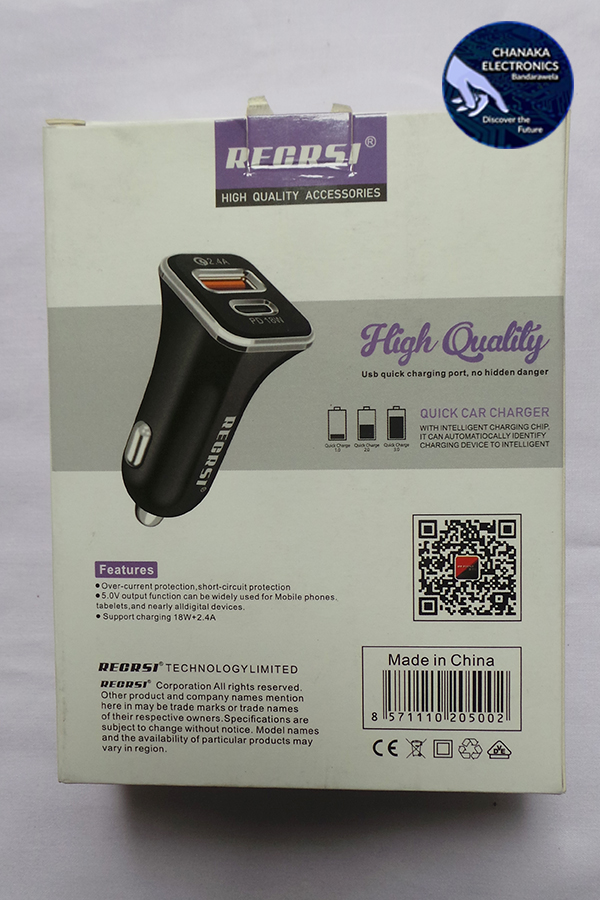 CHANAKA
ELECTRONICS
Bandarawela
Discover the
Future
RECRSI®
HIGH QUALITY ACCESSORIES
2.4A
PD 18W
RECRSI®
High Quality
Usb quick charging port, no hidden danger
QUICK CAR CHARGER
WITH INTELLIGENT CHARGING CHIP,
IT CAN AUTOMATIOCALLY IDENTIFY
CHARGING DEVICE TO INTELLIGENT
Quick Charge Quick Charge Quick Charge
1.0 2.0 3.0
Features
• Over-current protection,short-circuit protection
• 5.0V output function can be widely used for Mobile phones,
tabelets,and nearly alldigital devices.
• Support charging 18W+2.4A
RECRSI® TECHNOLOGYLIMITED
RECRSI® Corporation All rights reserved.
Other product and company names mention
here in may be trade marks or trade names
of their respective owners.Specifications are
subject to change without notice. Model names
and the availability of particular products may
vary in region.
Made in China
8 571110 205002
CE